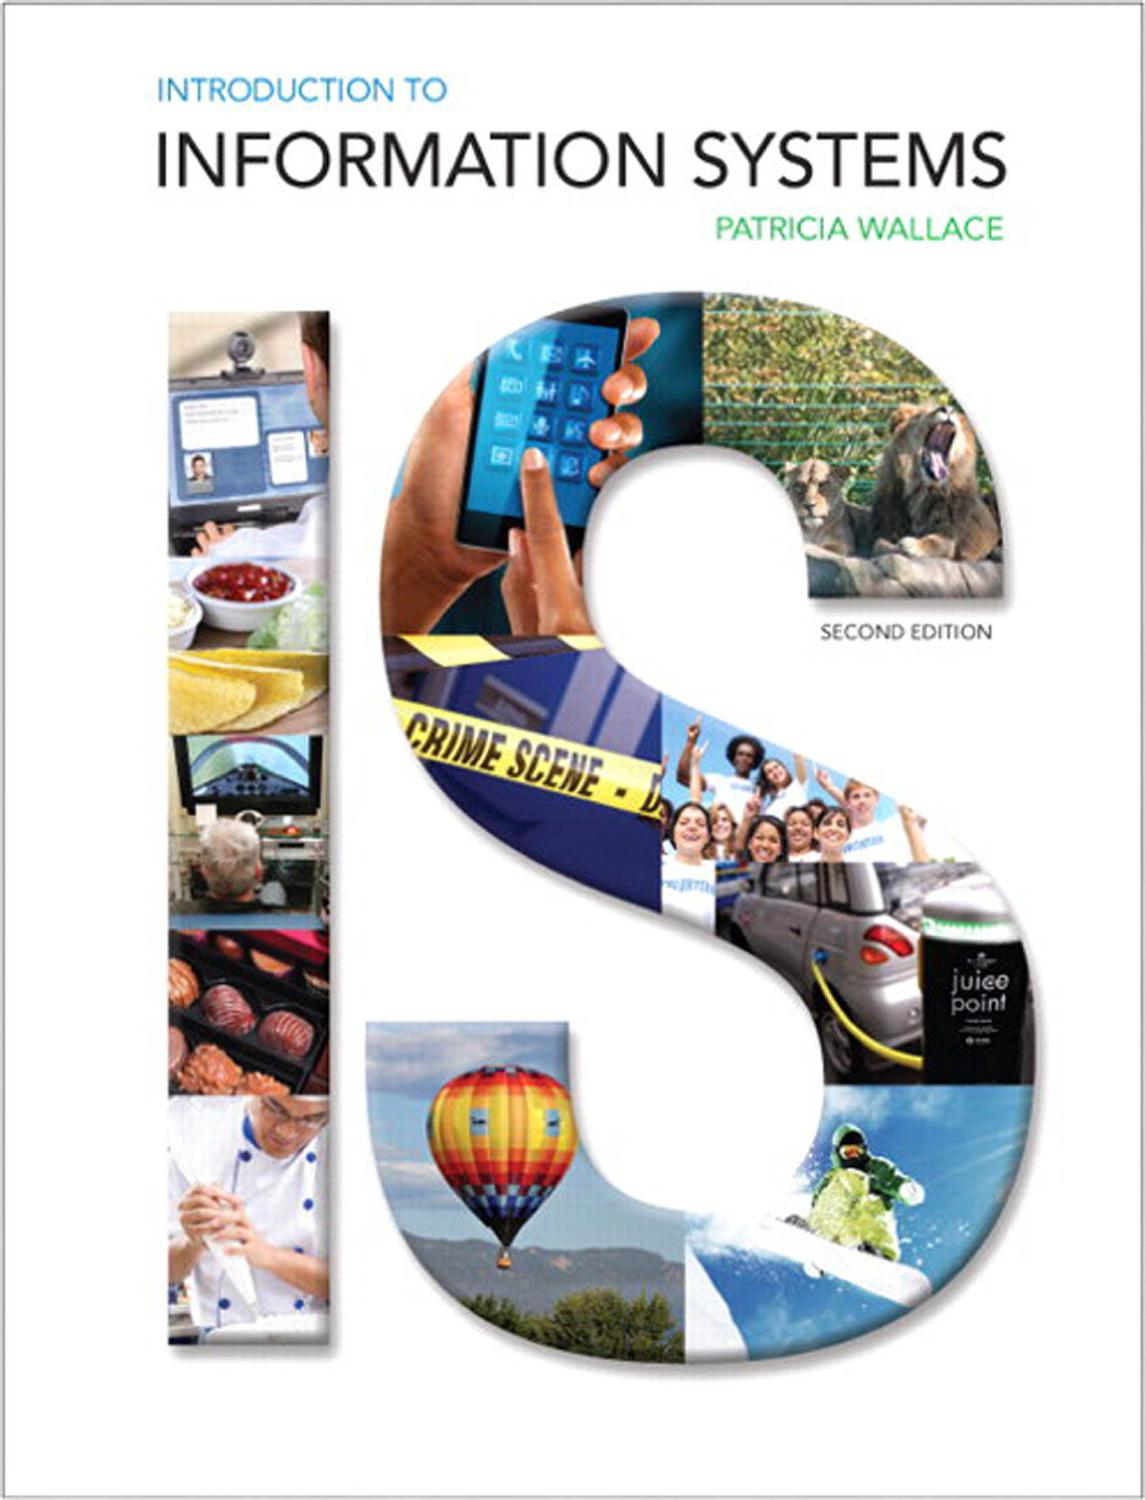 INTRODUCTION TO
INFORMATION SYSTEMS
PATRICIA WALLACE
SECOND EDITION
CRIME SCENE - D
juice
point